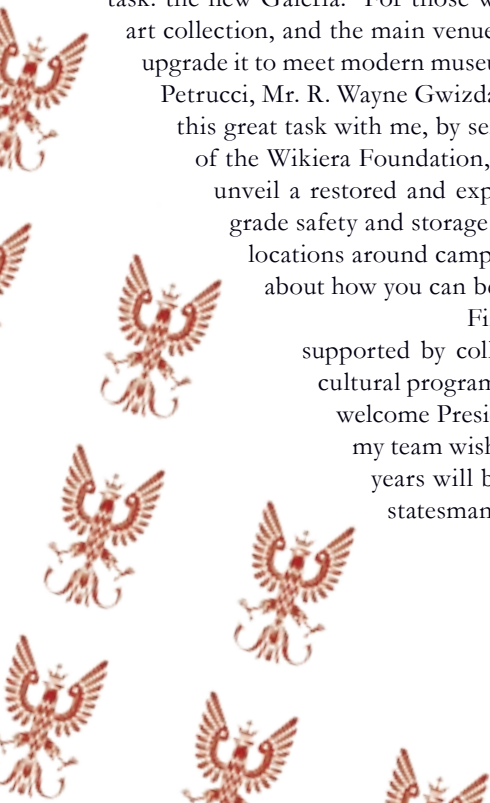 task: the new Galeria. For those w
art collection, and the main venue
upgrade it to meet modern museu
Petrucci, Mr. R. Wayne Gwizda
this great task with me, by se
of the Wikiera Foundation,
unveil a restored and exp
grade safety and storage
locations around camp
about how you can be
Fi
supported by coll
cultural program
welcome Presi
my team wish
years will b
statesman